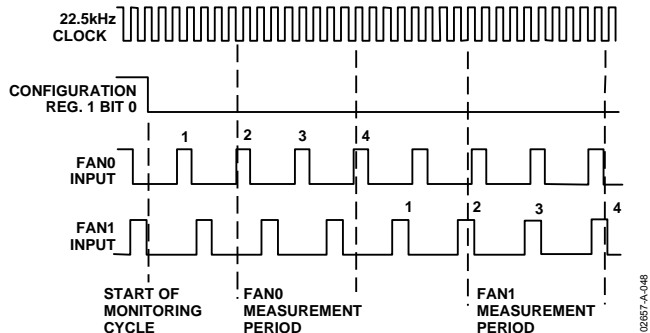 22.5kHz
CLOCK
CONFIGURATION
REG. 1 BIT 0
1 2 3 4
FAN0
INPUT
1 2 3 4
FAN1
INPUT
START OF
MONITORING
CYCLE
FAN0
MEASUREMENT
PERIOD
FAN1
MEASUREMENT
PERIOD
02657-A-048